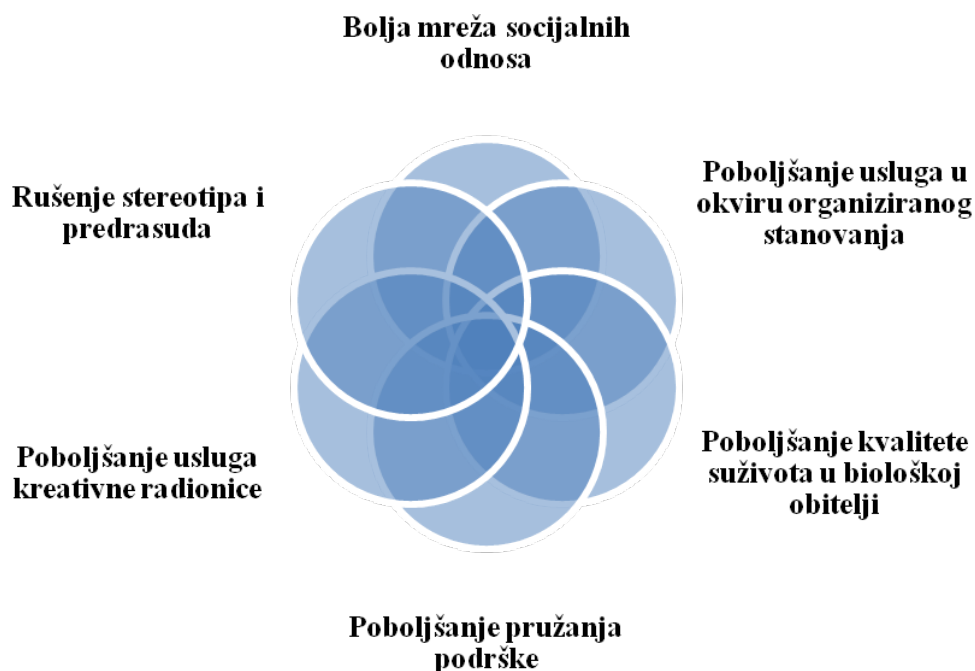 Bolja mreža socijalnih
odnosa
Poboljšanje usluga u
okviru organiziranog
stanovanja
Poboljšanje kvalitete
suživota u biološkoj
obitelji
Poboljšanje pružanja
podrške
Poboljšanje usluga
kreativne radionice
Rušenje stereotipa i
predrasuda